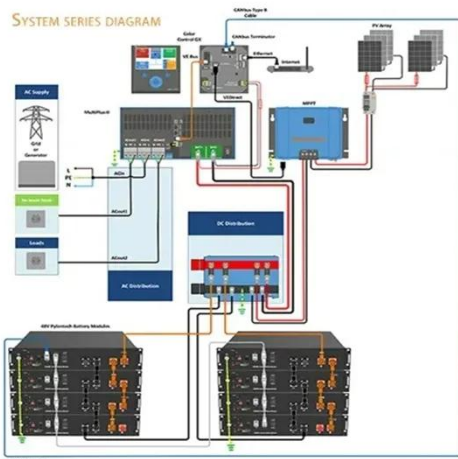 SYSTEM SERIES DIAGRAM
CANbus Type B
Cable
Color
Control GX
CANbus Terminator
PV Array
VE.Bus
Ethernet
Internet
AC Supply
VE.Direct
MPPT
MultiPlus-II
Grid
or
Generator
L
PE
N
ACin
ACout1
DC Distribution
Loads
ACout2
AC Distribution
48V Pylontech Battery Modules